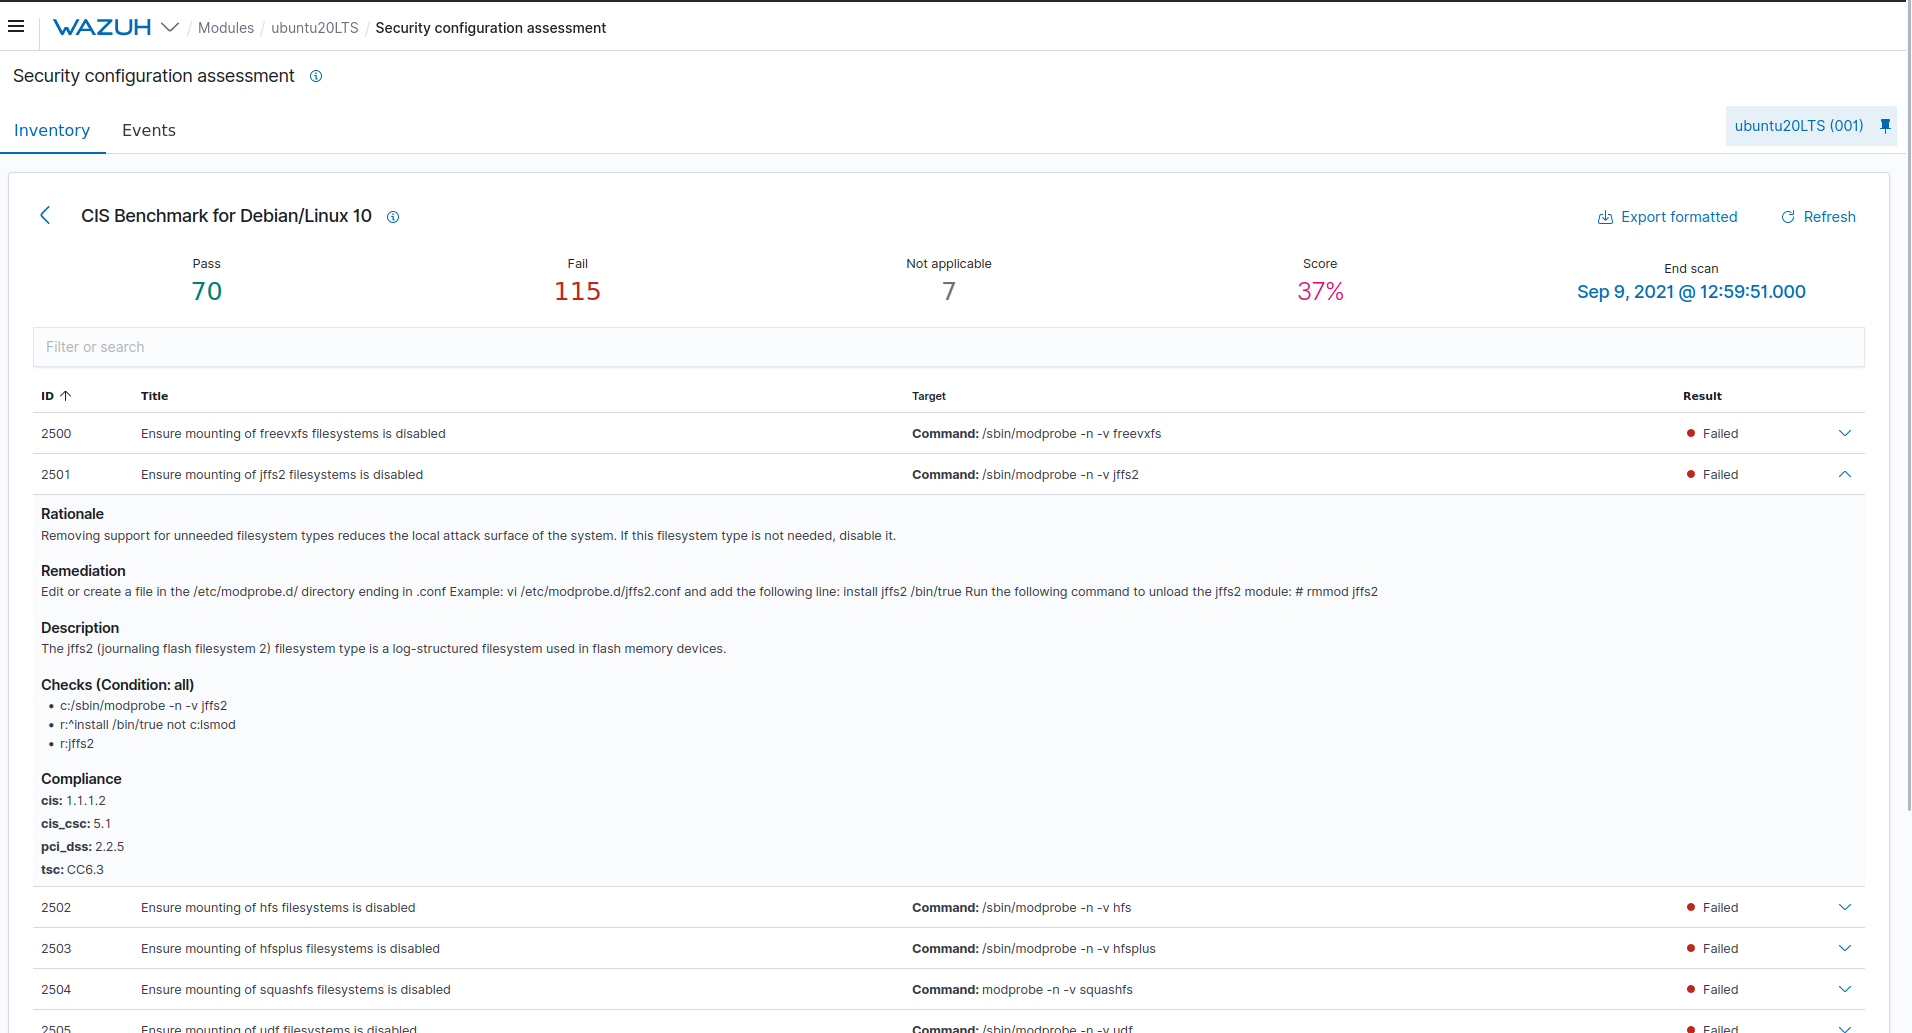 WAZUH / Modules / ubuntu20LTS / Security configuration assessment
Security configuration assessment
Inventory Events
ubuntu20LTS (001)
CIS Benchmark for Debian/Linux 10
Export formatted Refresh
Pass Fail Not applicable Score End scan
70 115 7 37% Sep 9, 2021 @ 12:59:51.000
Filter or search
ID Title Target Result
2500 Ensure mounting of freevxfs filesystems is disabled Command: /sbin/modprobe -n -v freevxfs Failed
2501 Ensure mounting of jffs2 filesystems is disabled Command: /sbin/modprobe -n -v jffs2 Failed
Rationale
Removing support for unneeded filesystem types reduces the local attack surface of the system. If this filesystem type is not needed, disable it.
Remediation
Edit or create a file in the /etc/modprobe.d/ directory ending in .conf Example: vi /etc/modprobe.d/jffs2.conf and add the following line: install jffs2 /bin/true Run the following command to unload the jffs2 module: # rmmod jffs2
Description
The jffs2 (journaling flash filesystem 2) filesystem type is a log-structured filesystem used in flash memory devices.
Checks (Condition: all)
• c:/sbin/modprobe -n -v jffs2
• r:^install /bin/true not c:lsmod
• r:jffs2
Compliance
cis: 1.1.1.2
cis_csc: 5.1
pci_dss: 2.2.5
tsc: CC6.3
2502 Ensure mounting of hfs filesystems is disabled Command: /sbin/modprobe -n -v hfs Failed
2503 Ensure mounting of hfsplus filesystems is disabled Command: /sbin/modprobe -n -v hfsplus Failed
2504 Ensure mounting of squashfs filesystems is disabled Command: modprobe -n -v squashfs Failed
2505 Ensure mounting of udf filesystems is disabled Command: /sbin/modprobe -n -v udf Failed